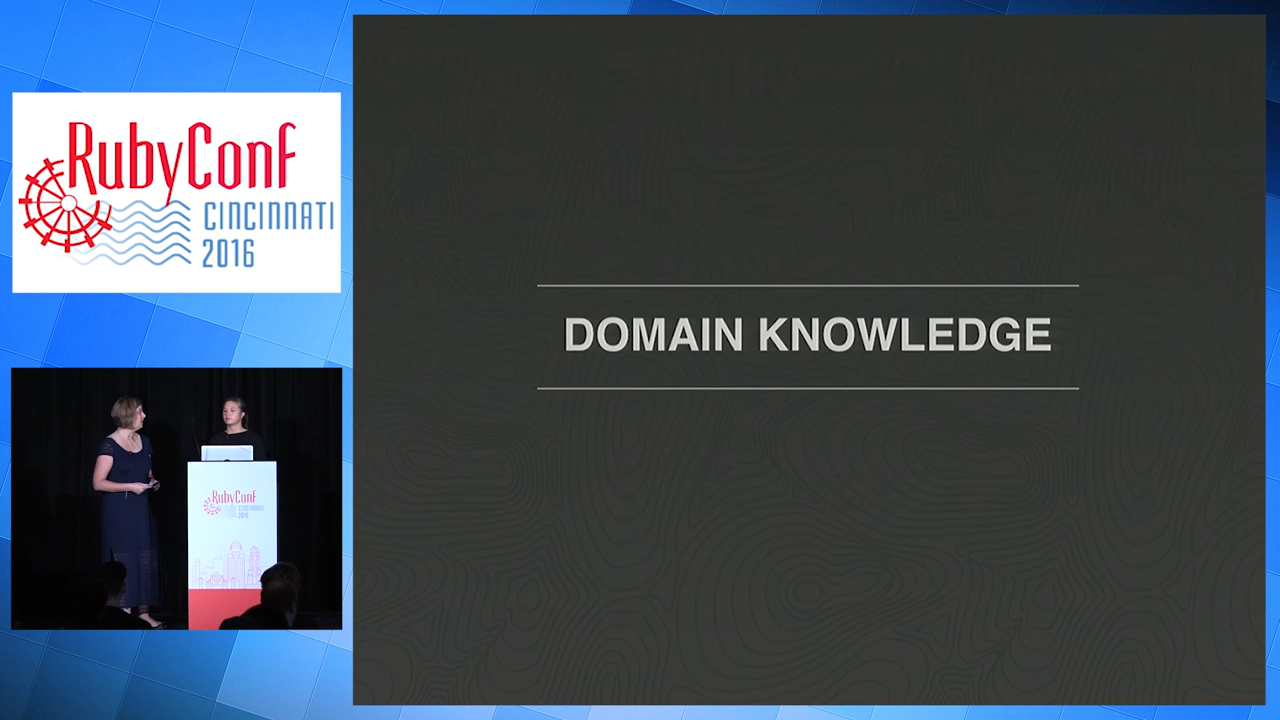 RubyConf
CINCINNATI
2016
DOMAIN KNOWLEDGE
RubyConf
CINCINNATI
2016